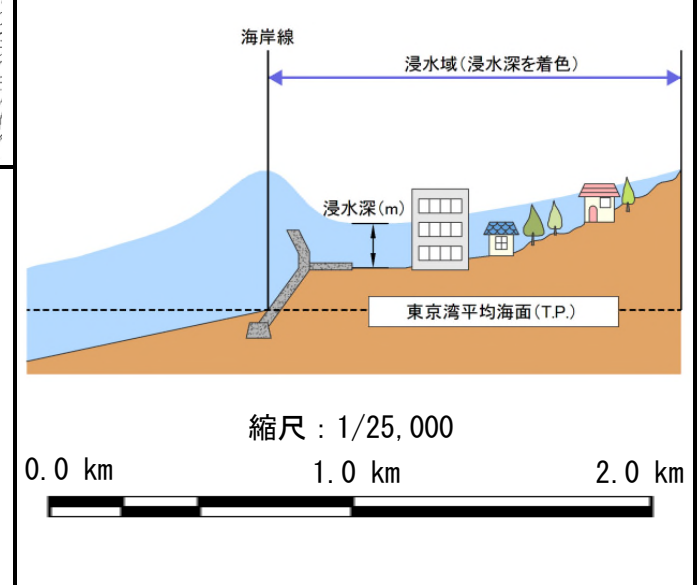 海岸線
浸水域(浸水深を着色)
浸水深(m)
東京湾平均海面(T.P.)
縮尺：1/25,000
0.0 km 1.0 km 2.0 km